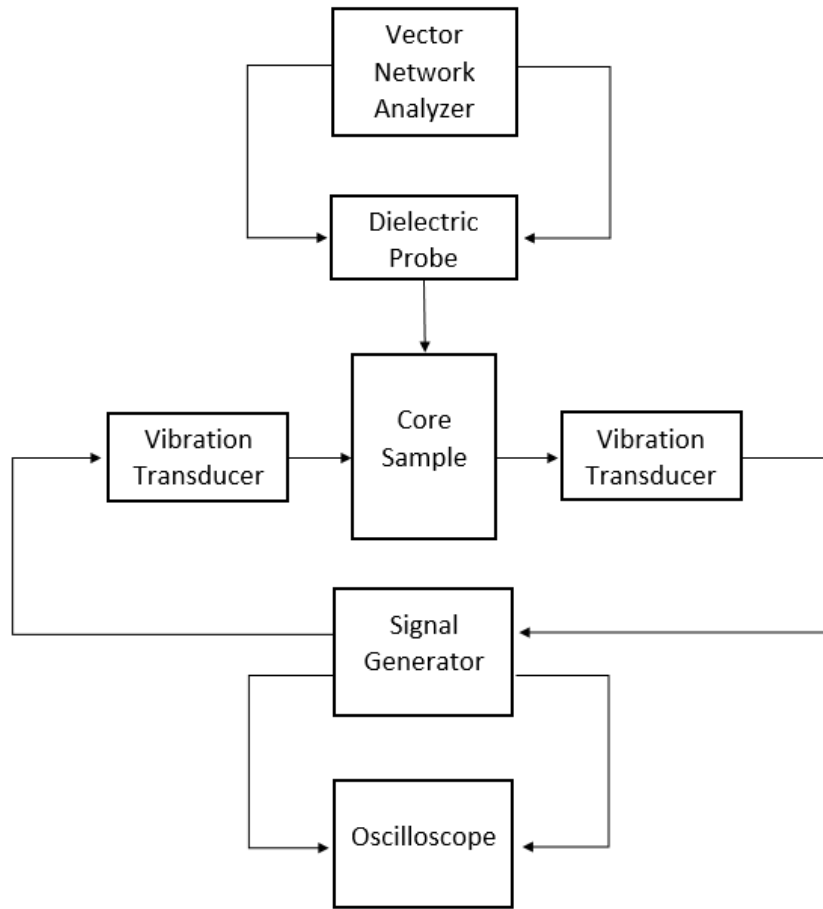 Vector
Network
Analyzer
Dielectric
Probe
Vibration
Transducer
Core
Sample
Vibration
Transducer
Signal
Generator
Oscilloscope